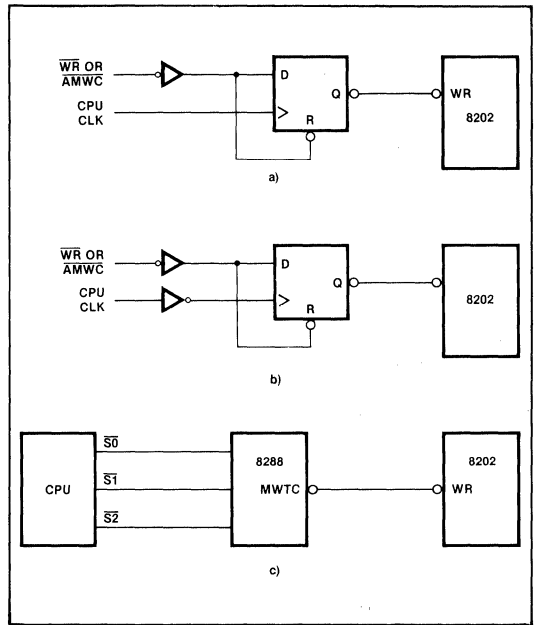 WR OR
AMWC
CPU
CLK
D
Q
R
WR
8202
a)
WR OR
AMWC
CPU
CLK
D
Q
R
8202
b)
CPU
S0
S1
S2
8288
MWTC
8202
WR
c)